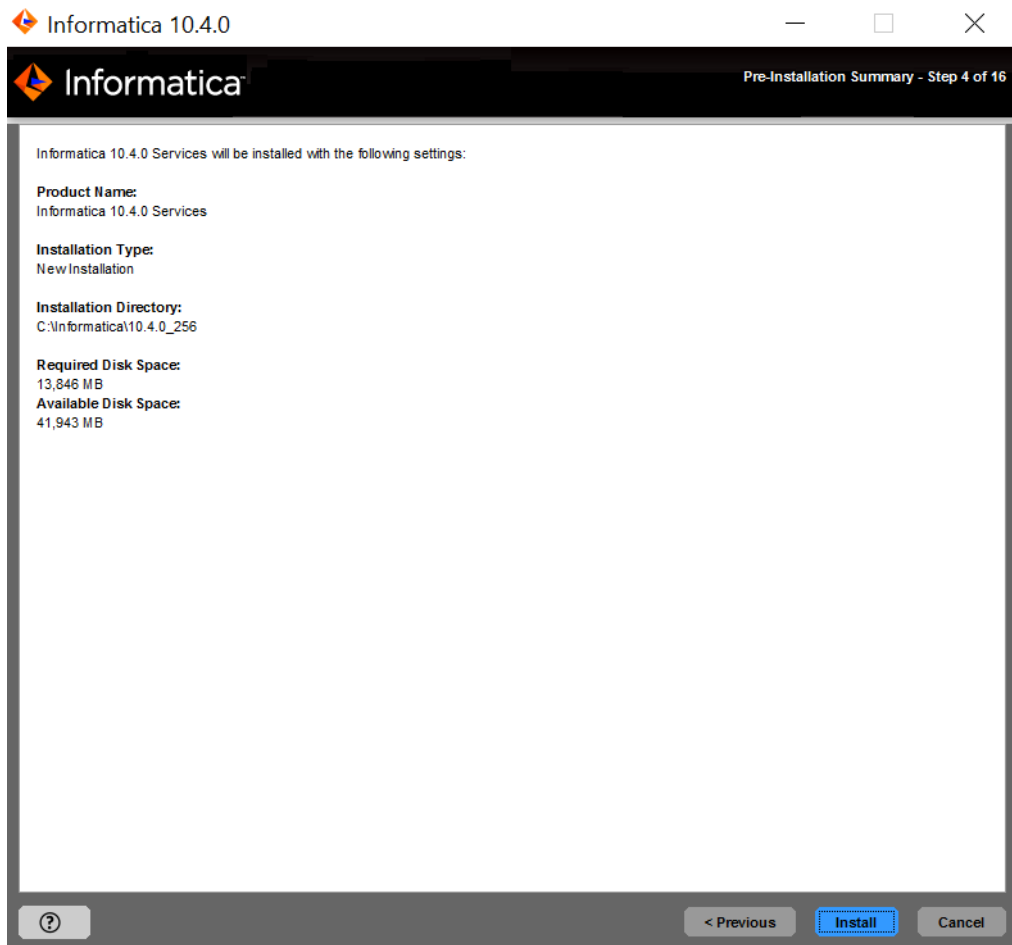 Informatica 10.4.0
Informatica™
Pre-Installation Summary - Step 4 of 16
Informatica 10.4.0 Services will be installed with the following settings:
Product Name:
Informatica 10.4.0 Services
Installation Type:
New Installation
Installation Directory:
C:\Informatica\10.4.0_256
Required Disk Space:
13,846 MB
Available Disk Space:
41,943 MB
?
< Previous
Install
Cancel